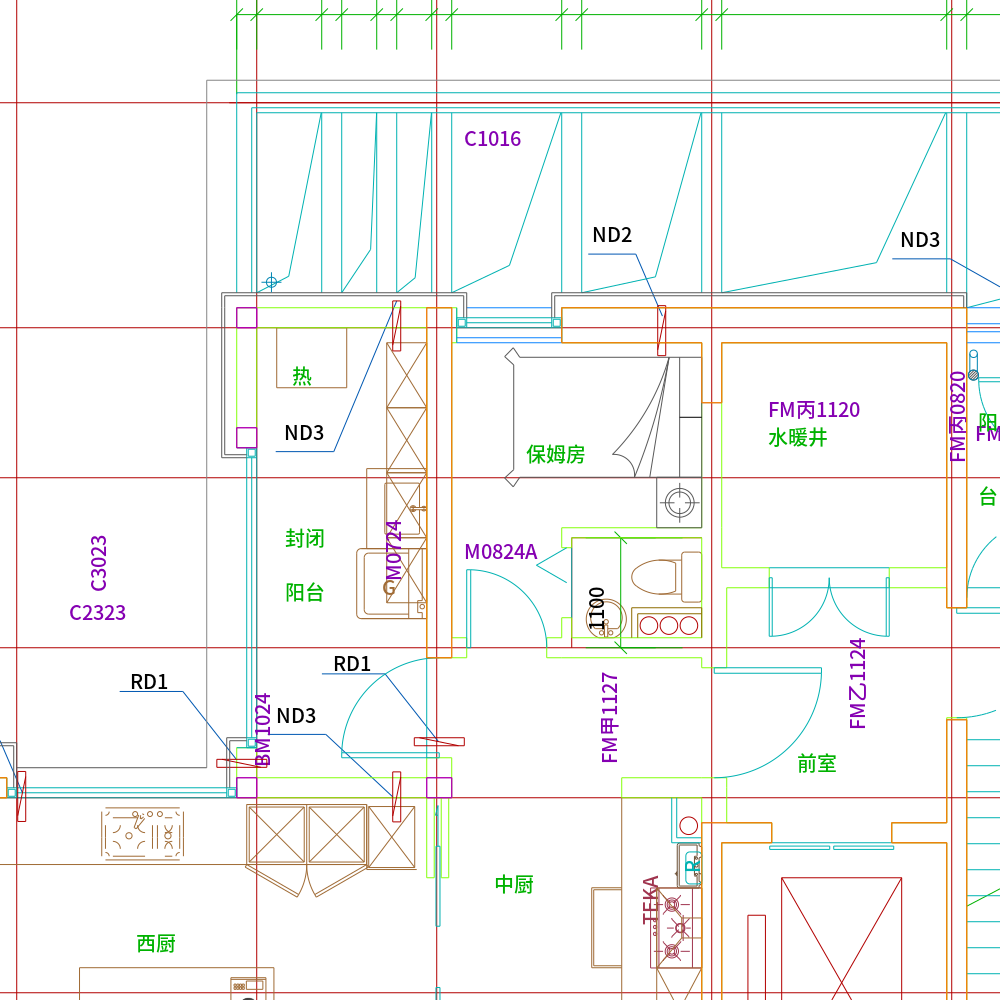 C1016
ND2
ND3
热
FM丙1120
FM丙0820
阳
FM
ND3
水暖井
保姆房
台
封闭
M0724
M0824A
C3023
阳台
G
1100
C2323
RD1
RD1
ND3
BM1024
FM甲1127
FM乙1124
前室
中厨
R
TEKA
西厨